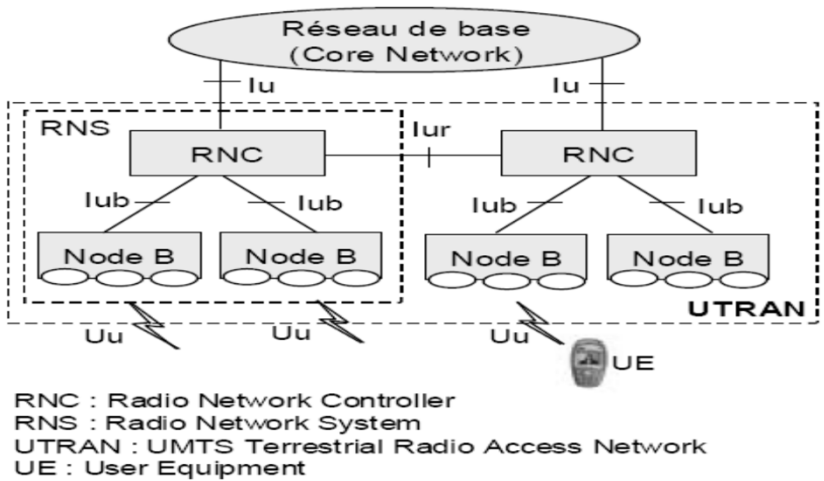 Réseau de base
(Core Network)
Iu
Iu
RNS
Iur
RNC
RNC
Iub
Iub
Iub
Iub
Node B
Node B
Node B
Node B
UTRAN
Uu
Uu
Uu
UE
RNC : Radio Network Controller
RNS : Radio Network System
UTRAN : UMTS Terrestrial Radio Access Network
UE : User Equipment